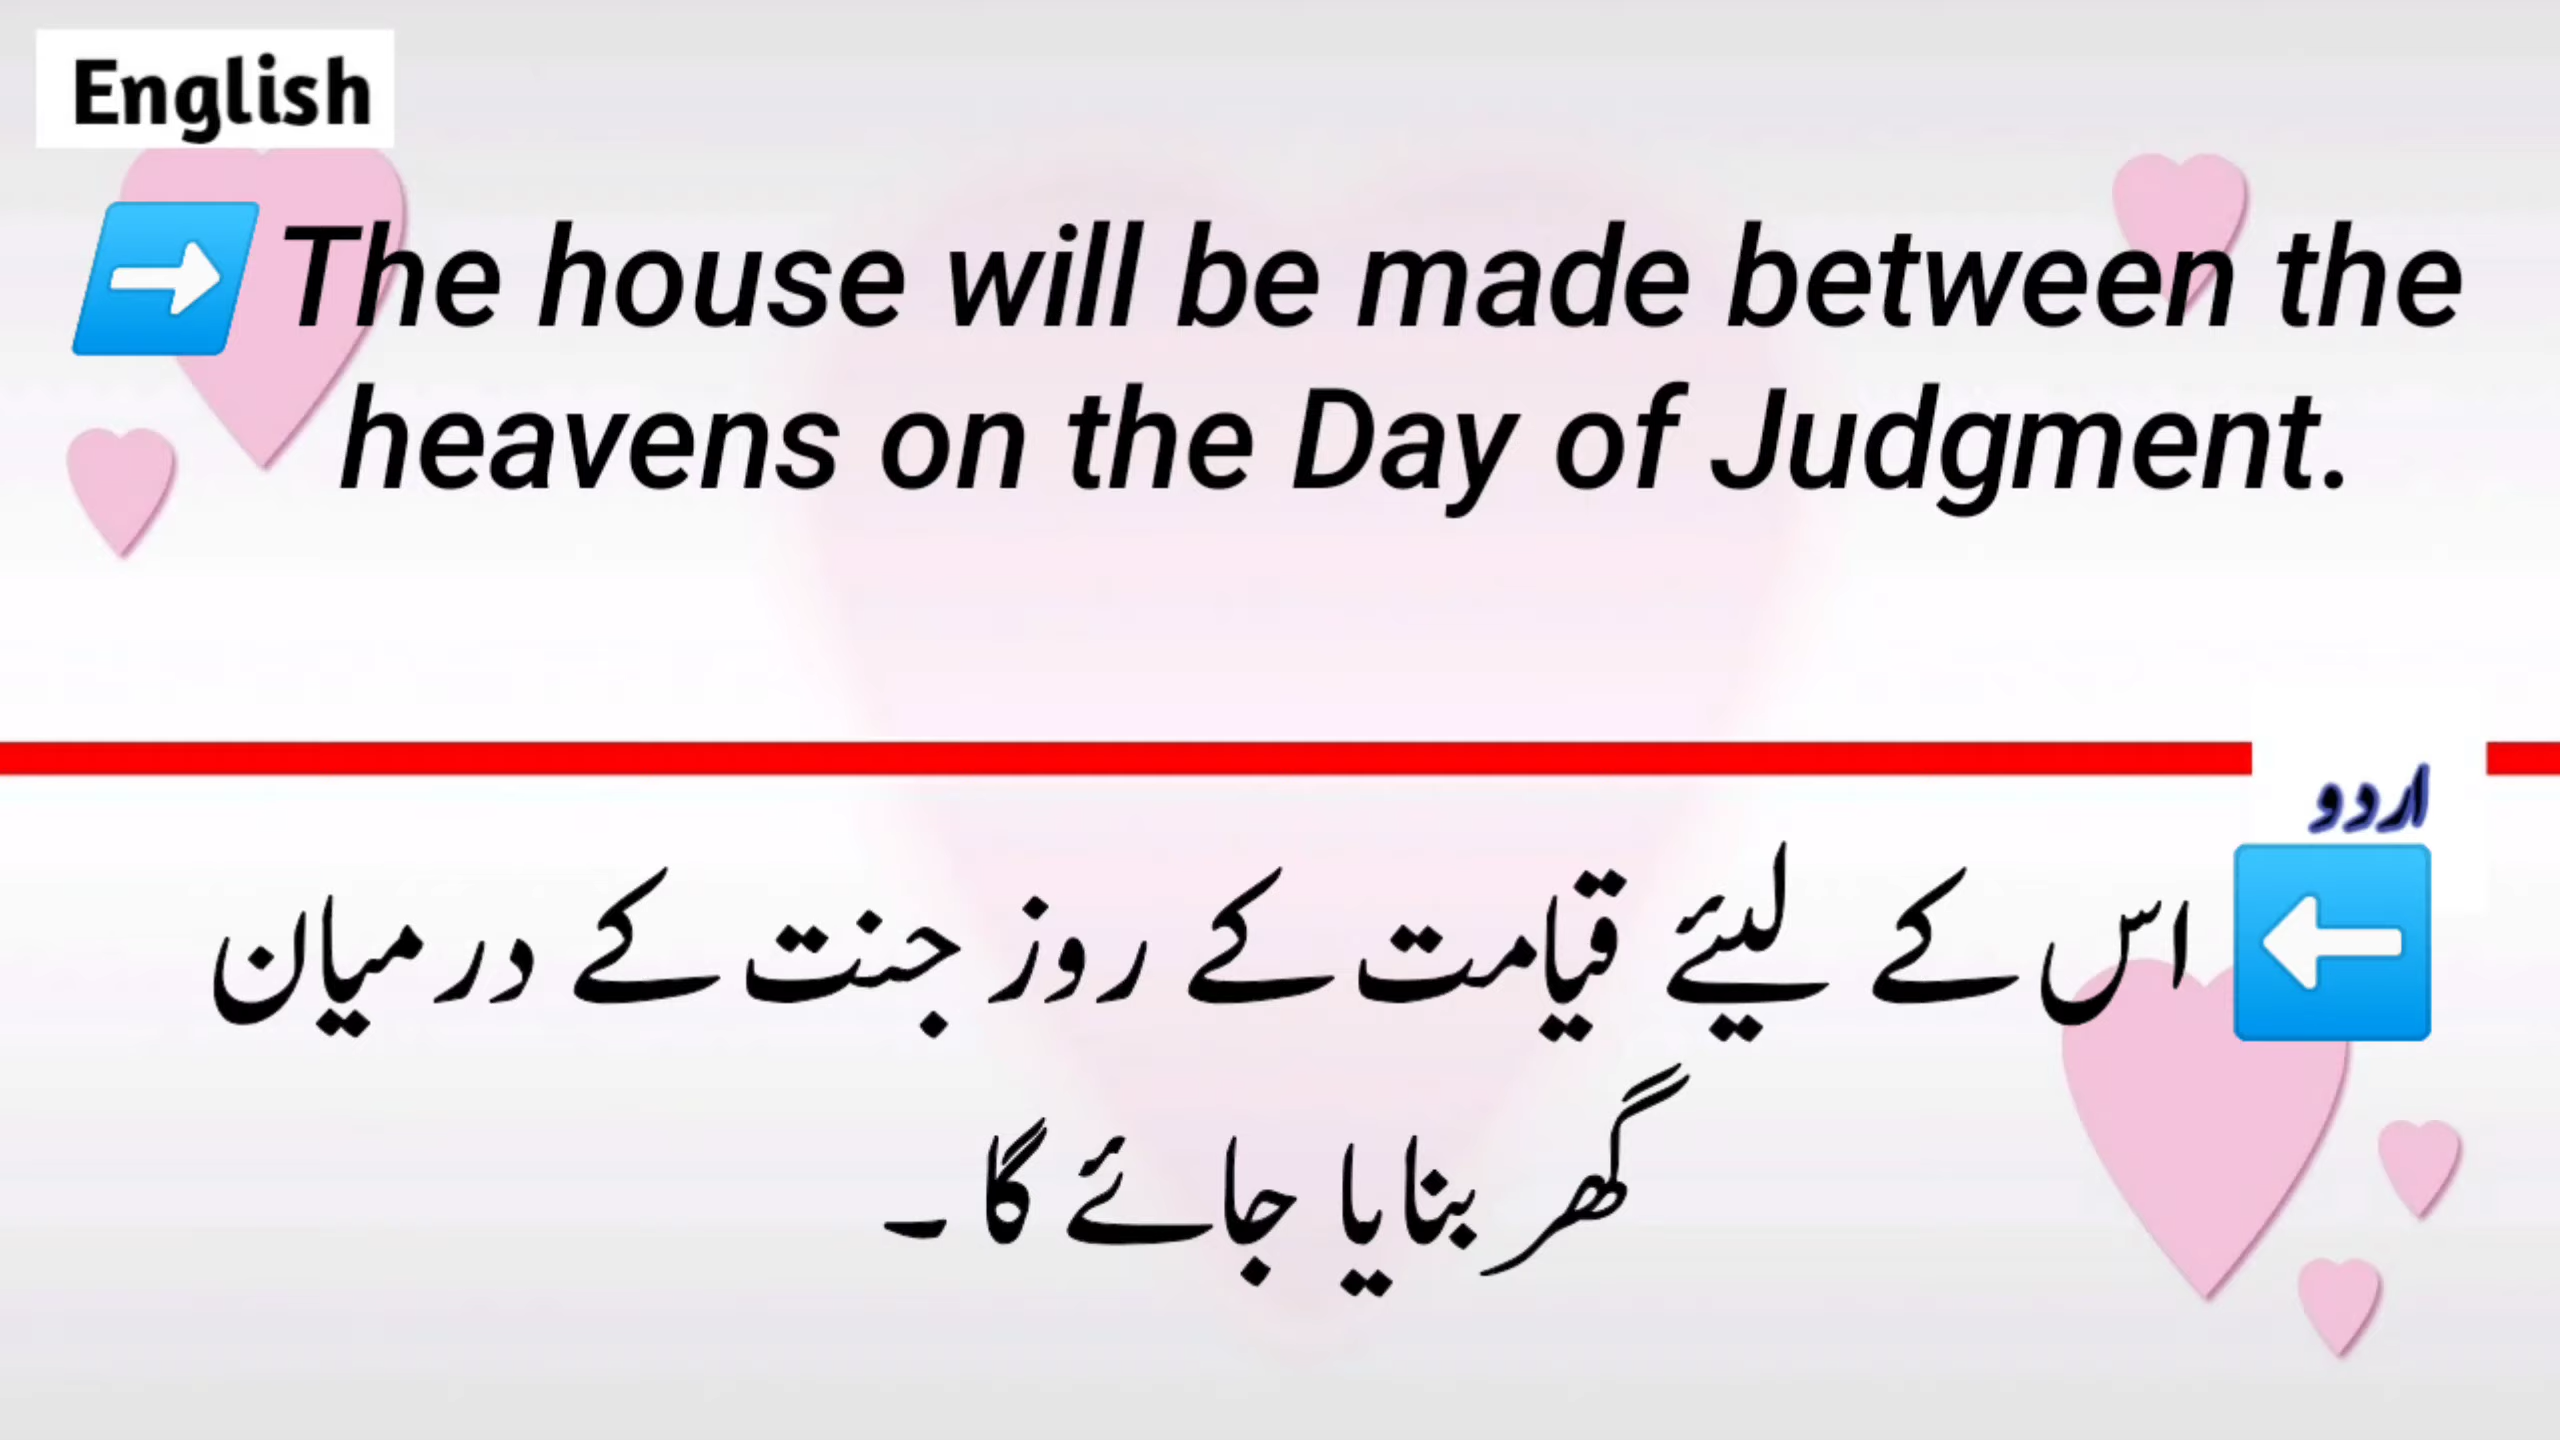 English
➡ The house will be made between the
heavens on the Day of Judgment.
اردو
⬅ اس کے لیئے قیامت کے روز جنت کے درمیان
گھر بنایا جائے گا ۔